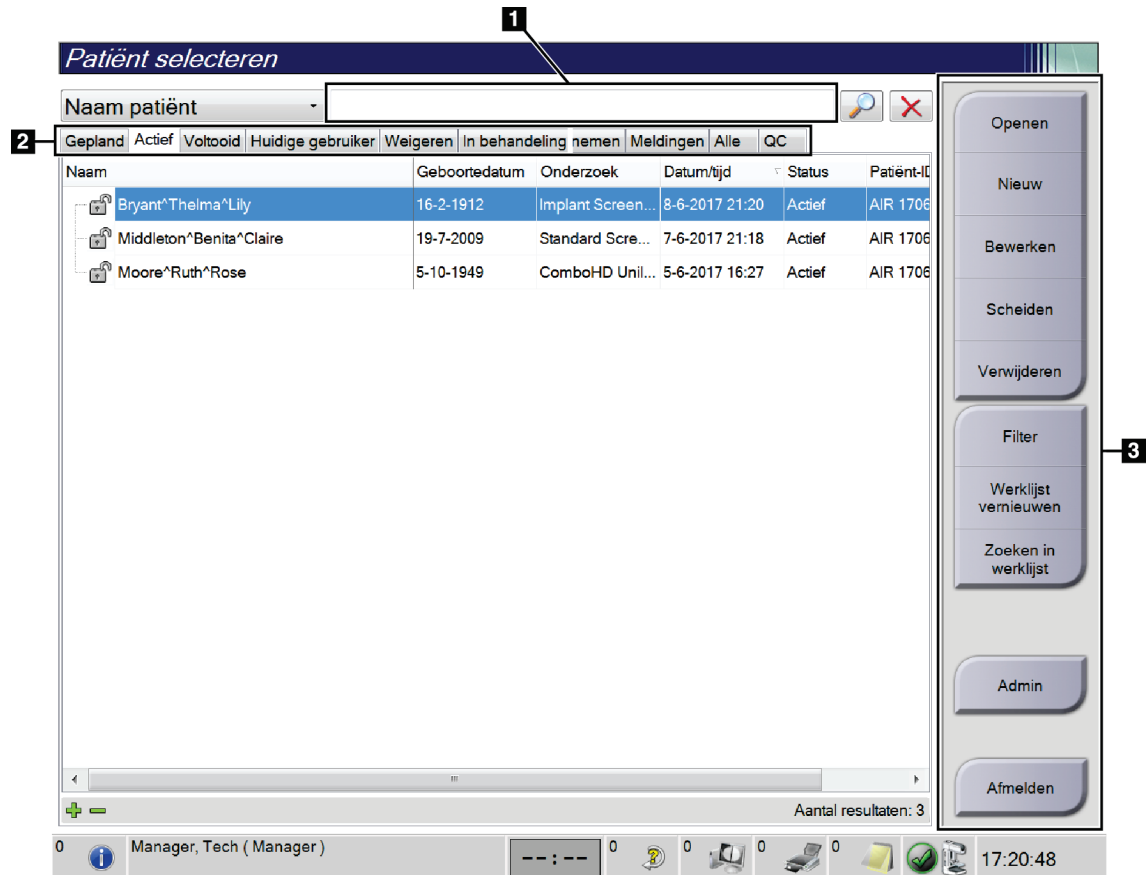 1
Patiënt selecteren
Naam patiënt
2
Gepland Actief Voltooid Huidige gebruiker Weigeren In behandeling nemen Meldingen Alle QC
Naam Geboortedatum Onderzoek Datum/tijd Status Patiënt-ID
Bryant^Thelma^Lily 16-2-1912 Implant Screen... 8-6-2017 21:20 Actief AIR 1706
Middleton^Benita^Claire 19-7-2009 Standard Scre... 7-6-2017 21:18 Actief AIR 1706
Moore^Ruth^Rose 5-10-1949 ComboHD Unil... 5-6-2017 16:27 Actief AIR 1706
Aantal resultaten: 3
Openen
Nieuw
Bewerken
Scheiden
Verwijderen
Filter
Werklijst
vernieuwen
Zoeken in
werklijst
Admin
Afmelden
3
0 Manager, Tech ( Manager ) --:-- 0 0 0 0 17:20:48